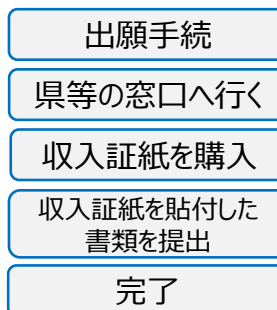 出願手続
県等の窓口へ行く
収入証紙を購入
収入証紙を貼付した
書類を提出
完了